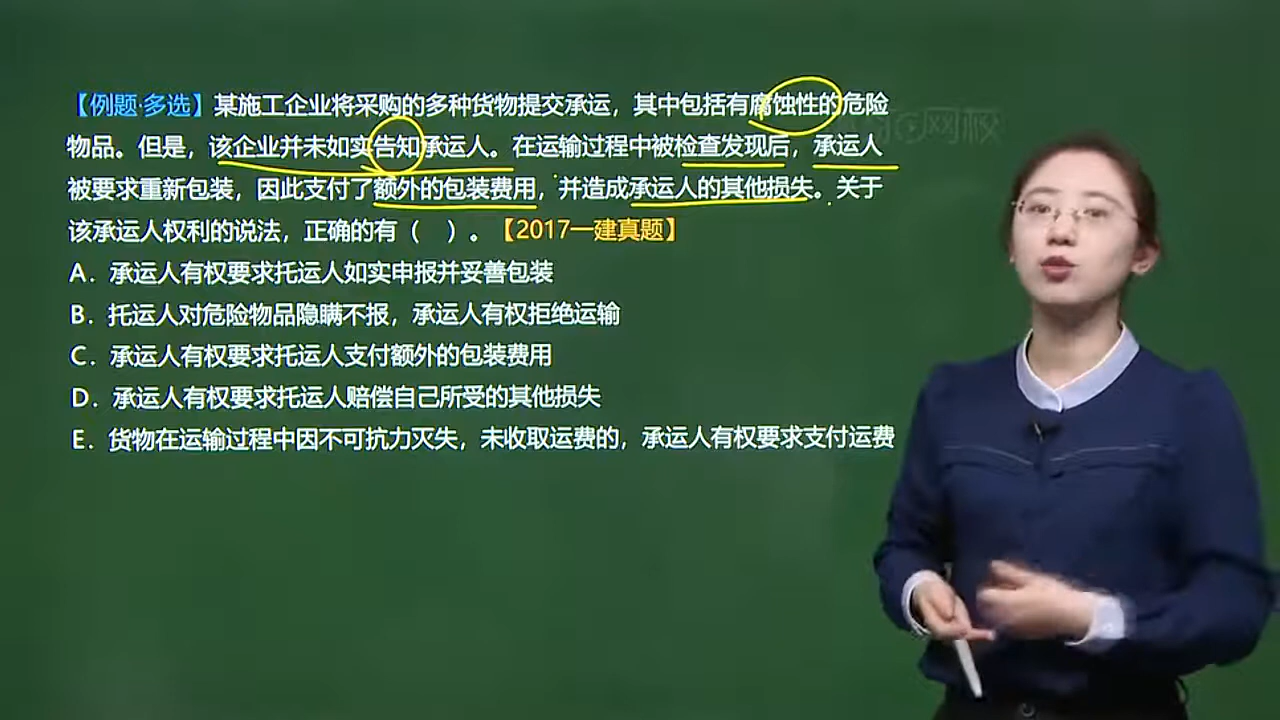 【例题·多选】某施工企业将采购的多种货物提交承运，其中包括有腐蚀性的危险
物品。但是，该企业并未如实告知承运人。在运输过程中被检查发现后，承运人
被要求重新包装，因此支付了额外的包装费用，并造成承运人的其他损失。关于
该承运人权利的说法，正确的有（ ）。【2017一建真题】
A．承运人有权要求托运人如实申报并妥善包装
B．托运人对危险物品隐瞒不报，承运人有权拒绝运输
C．承运人有权要求托运人支付额外的包装费用
D．承运人有权要求托运人赔偿自己所受的其他损失
E．货物在运输过程中因不可抗力灭失，未收取运费的，承运人有权要求支付运费
网校